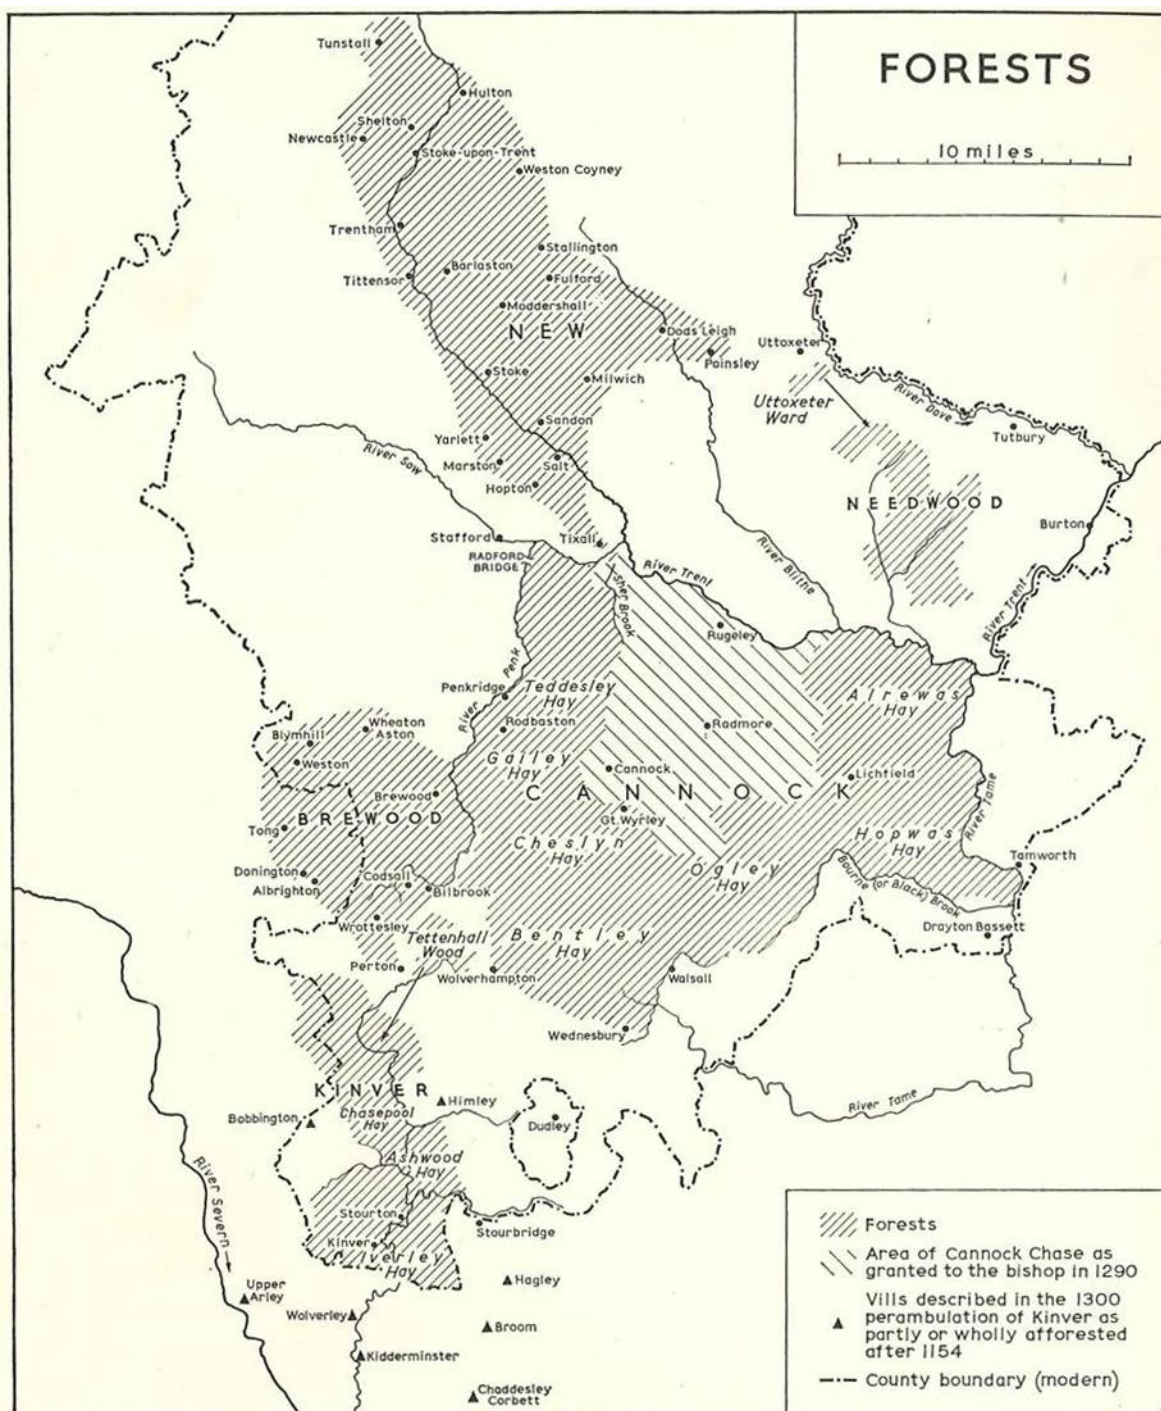 FORESTS
10 miles
Tunstall
Hulton
Shelton
Newcastle
Stoke-upon-Trent
Weston Coyney
Trentham
Stallington
Barlaston
Tittensor
Fulford
Moddershall
NEW
Dods Leigh
Uttoxeter
Painsley
Stoke
Milwich
Uttoxeter
Ward
River Dove
Sandon
Tutbury
Yarlett
River Sow
Marston
Salt
Hopton
NEEDWOOD
Burton
Stafford
Tixall
RADFORD
BRIDGE
River Trent
River Blithe
Sher Brook
River Trent
Rugeley
River Penk
Penkridge
Teddesley
Hay
Alrewas
Hay
Rodbaston
Radmore
Wheaton
Aston
Blymhill
Weston
Gailey
Hay
Cannock
Lichfield
Brewood
CANNOCK
BREWOOD
Gt. Wyrley
Tong
Cheslyn
Hay
Hopwas
Hay
River Tame
Ogley
Hay
Tamworth
Donington
Albrighton
Codsall
Bilbrook
Bourne (or Black) Brook
Wrottesley
Drayton Bassett
Tettenhall
Wood
Bentley
Hay
Perton
Wolverhampton
Walsall
Wednesbury
KINVER
Himley
River Tame
Chasepool
Hay
Bobbington
Dudley
Ashwood
Hay
River Severn
Stourton
Stourbridge
Kinver
Iverley
Hay
Hagley
Upper
Arley
Wolverley
Broom
Kidderminster
Chaddesley
Corbett
Forests
Area of Cannock Chase as
granted to the bishop in 1290
Vills described in the 1300
perambulation of Kinver as
partly or wholly afforested
after 1154
County boundary (modern)